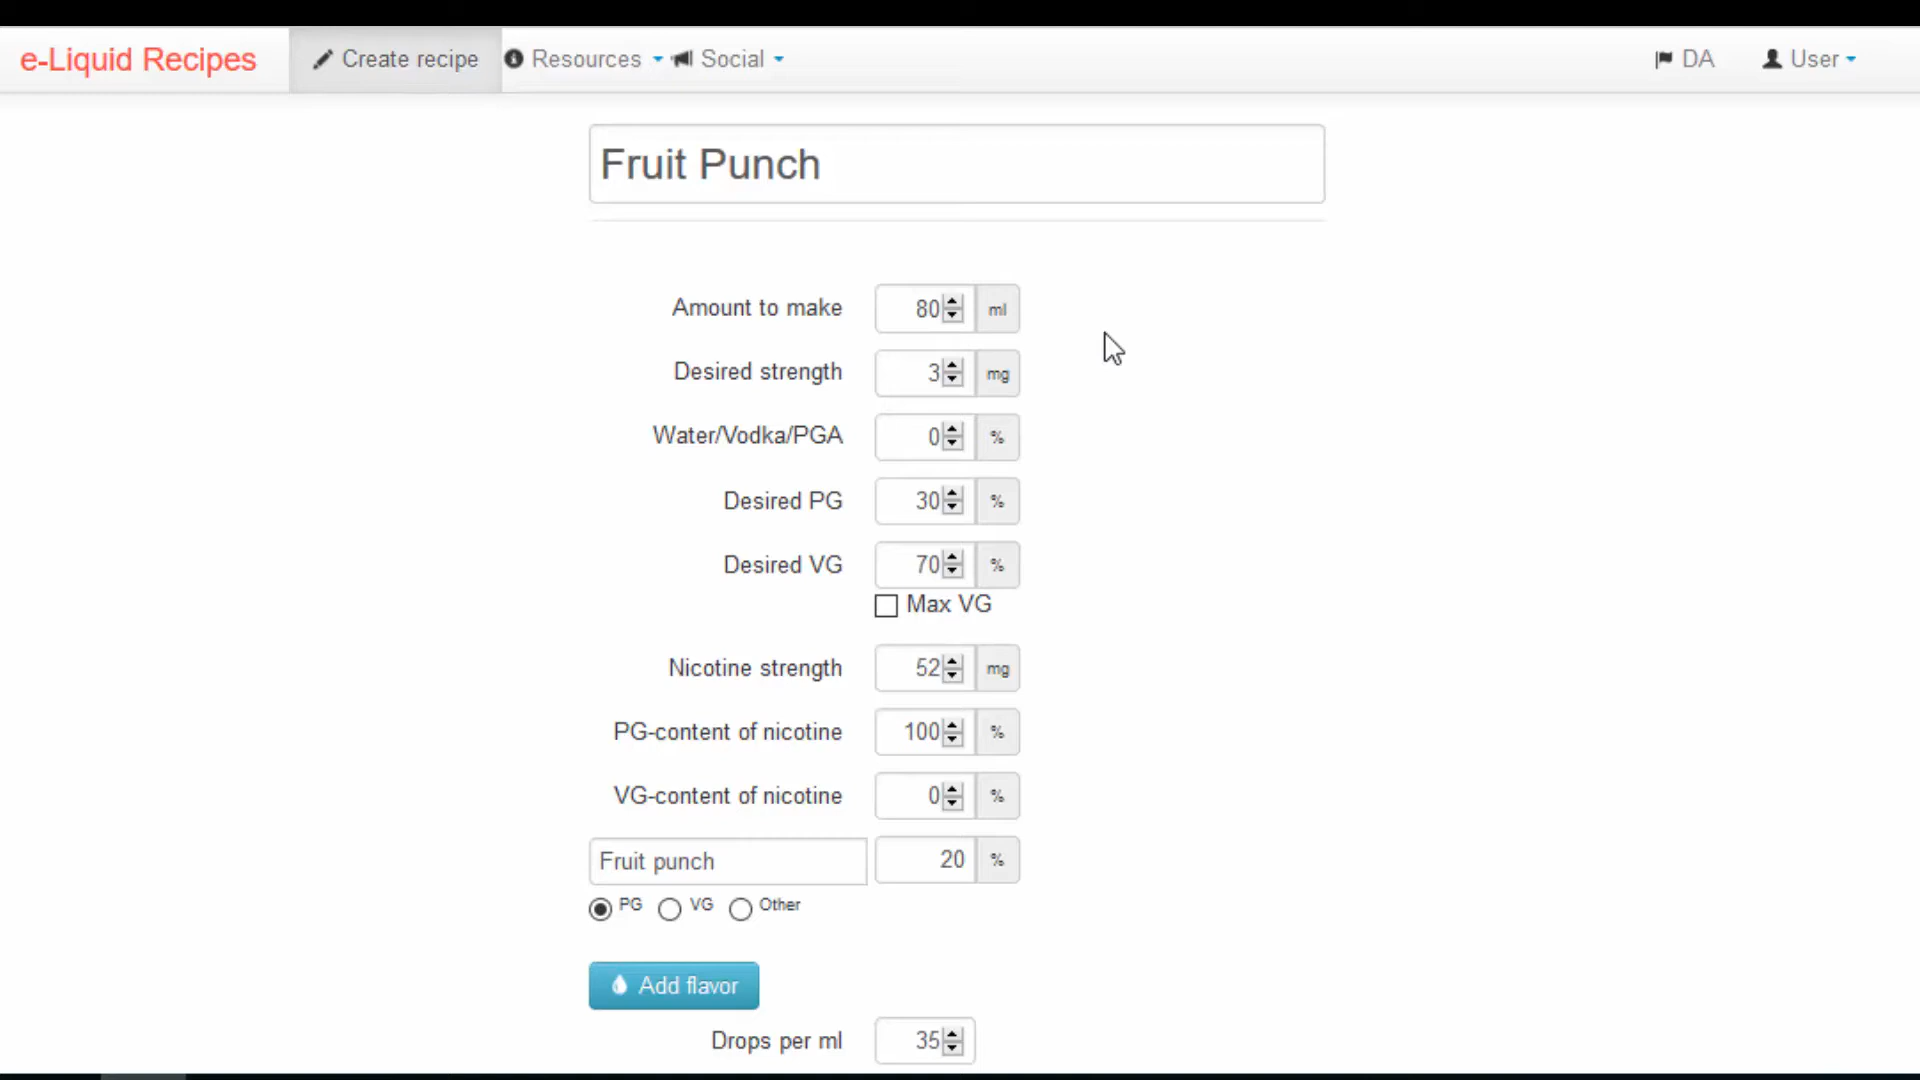 e-Liquid Recipes Create recipe Resources Social DA User
Fruit Punch
Amount to make 80 ml
Desired strength 3 mg
Water/Vodka/PGA 0 %
Desired PG 30 %
Desired VG 70 %
Max VG
Nicotine strength 52 mg
PG-content of nicotine 100 %
VG-content of nicotine 0 %
Fruit punch 20 %
PG VG Other
Add flavor
Drops per ml 35